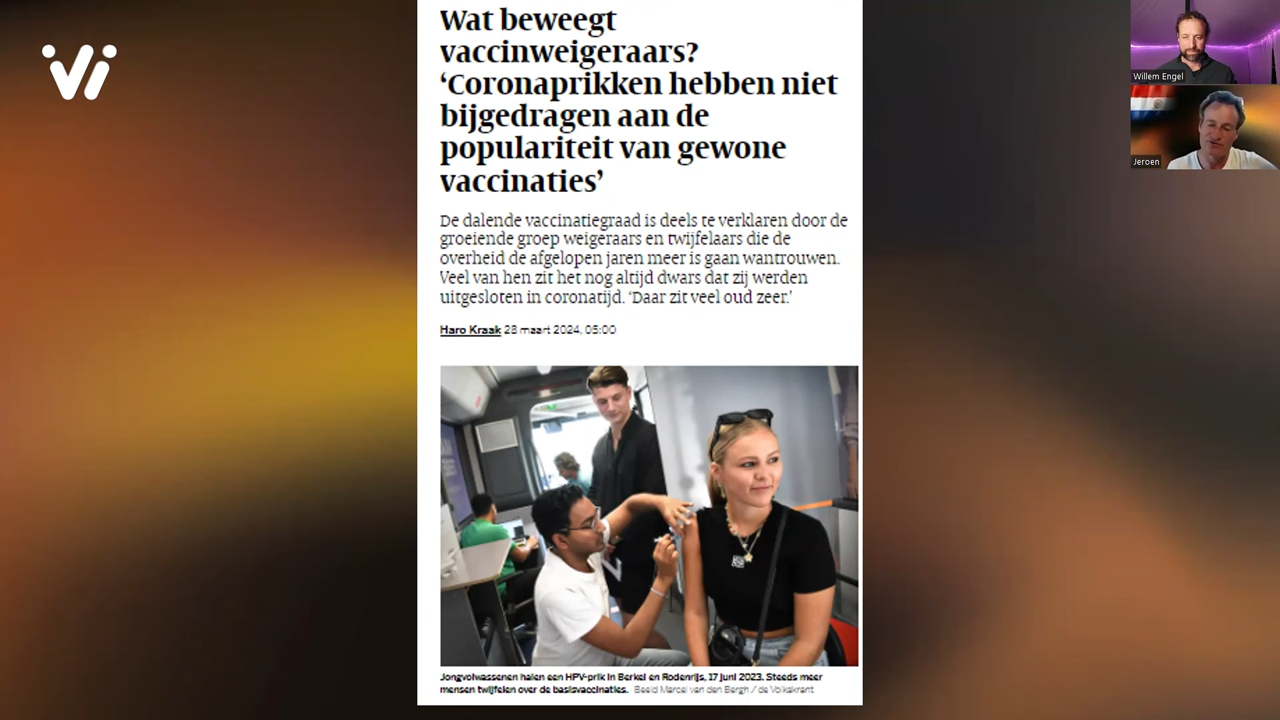 Wat beweegt
vaccinweigeraars?
‘Coronaprikken hebben niet
bijgedragen aan de
populariteit van gewone
vaccinaties’
De dalende vaccinatiegraad is deels te verklaren door de
groeiende groep weigeraars en twijfelaars die de
overheid de afgelopen jaren meer is gaan wantrouwen.
Veel van hen zit het nog altijd dwars dat zij werden
uitgesloten in coronatijd. ‘Daar zit veel oud zeer.’
Haro Kraak 28 maart 2024, 05:00
Jongvolwassenen halen een HPV-prik in Berkel en Rodenrijs, 17 juni 2023. Steeds meer
mensen twijfelen over de basisvaccinaties. Beeld Marcel van den Bergh / de Volkskrant
Willem Engel
Jeroen